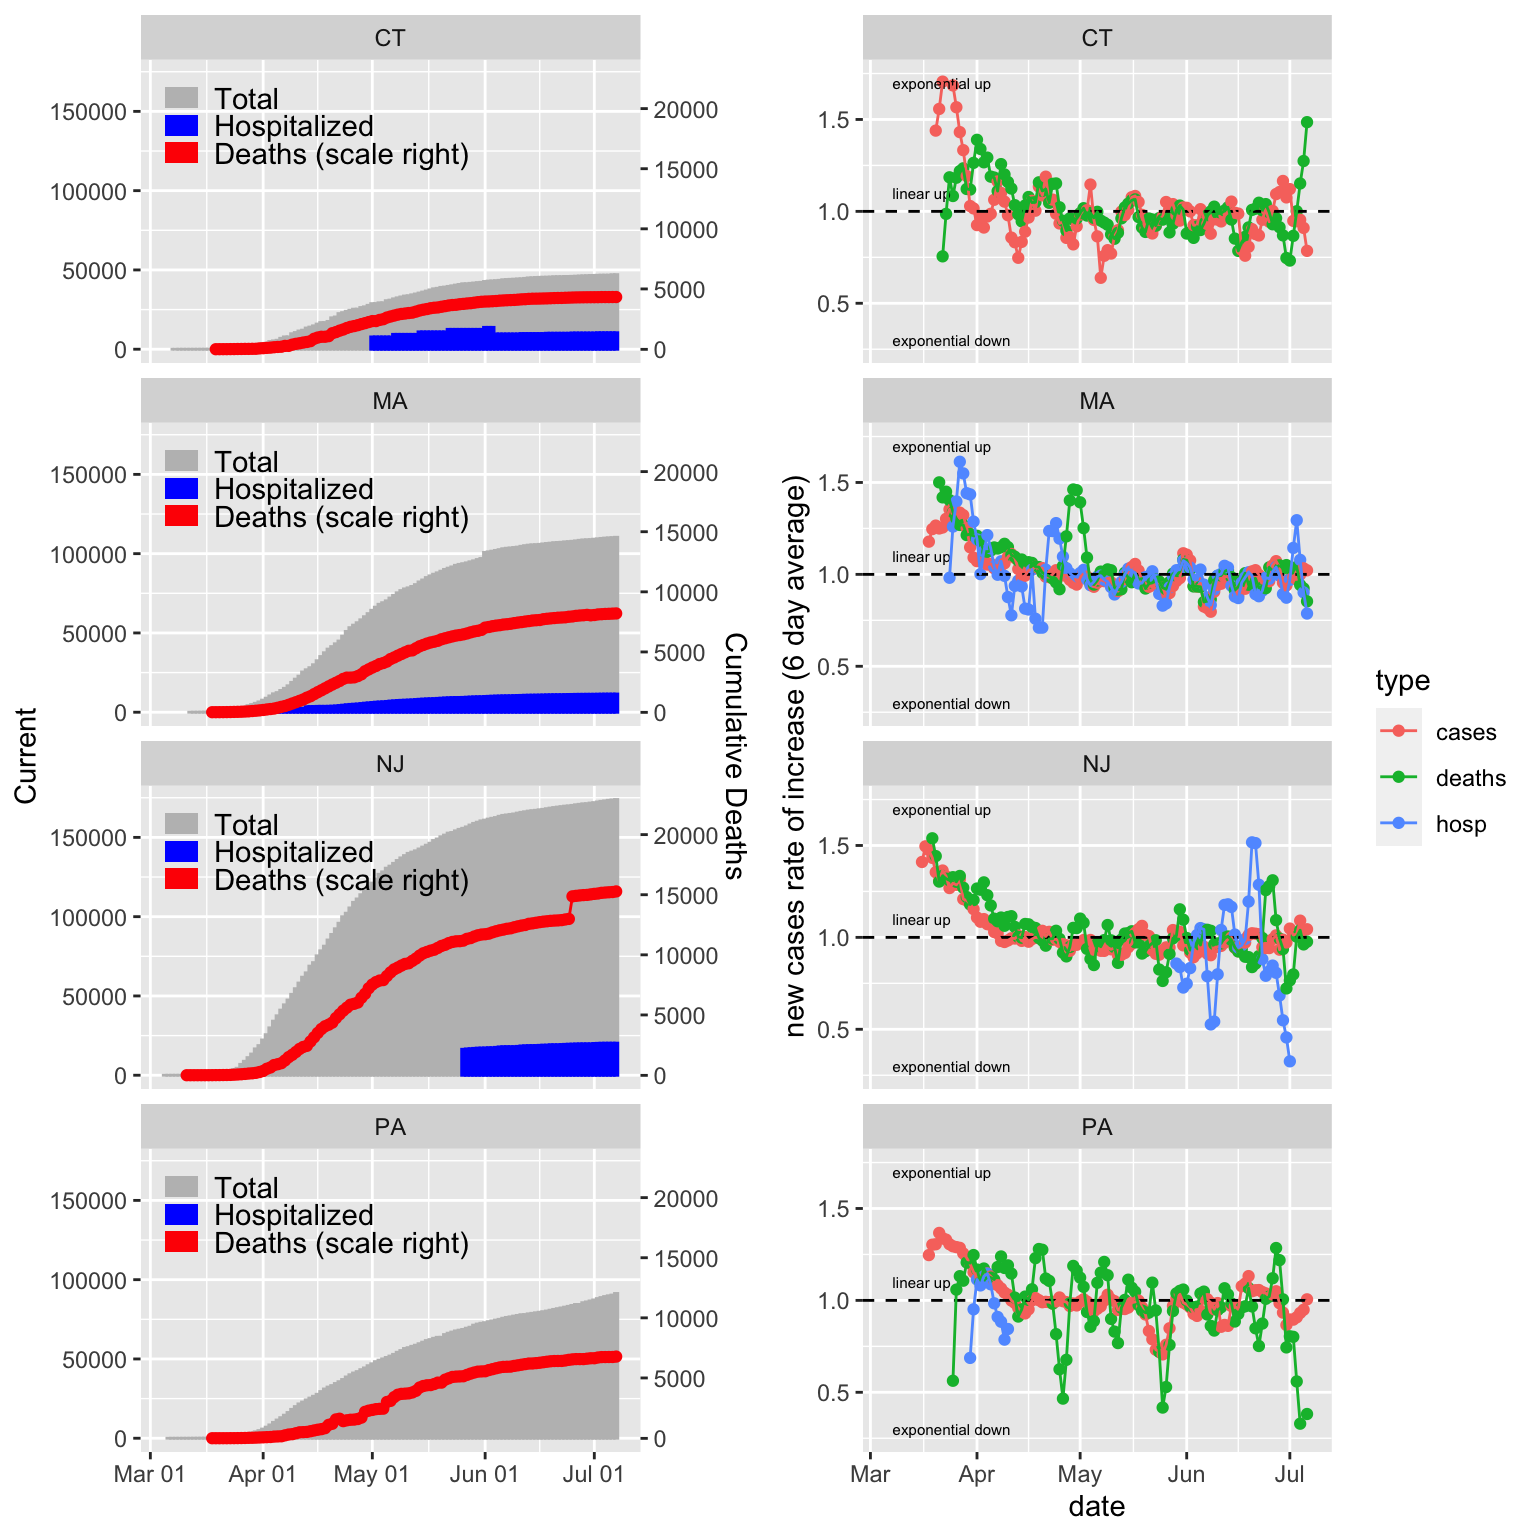 CT
150000
100000
50000
0
Total
Hospitalized
Deaths (scale right)
20000
15000
10000
5000
0
MA
150000
100000
50000
0
Total
Hospitalized
Deaths (scale right)
20000
15000
10000
5000
0
NJ
150000
100000
50000
0
Total
Hospitalized
Deaths (scale right)
20000
15000
10000
5000
0
PA
150000
100000
50000
0
Total
Hospitalized
Deaths (scale right)
20000
15000
10000
5000
0
Mar 01
Apr 01
May 01
Jun 01
Jul 01
Current
Cumulative Deaths
CT
1.5
1.0
0.5
exponential up
linear up
exponential down
MA
1.5
1.0
0.5
exponential up
linear up
exponential down
NJ
1.5
1.0
0.5
exponential up
linear up
exponential down
PA
1.5
1.0
0.5
exponential up
linear up
exponential down
Mar
Apr
May
Jun
Jul
date
new cases rate of increase (6 day average)
type
cases
deaths
hosp